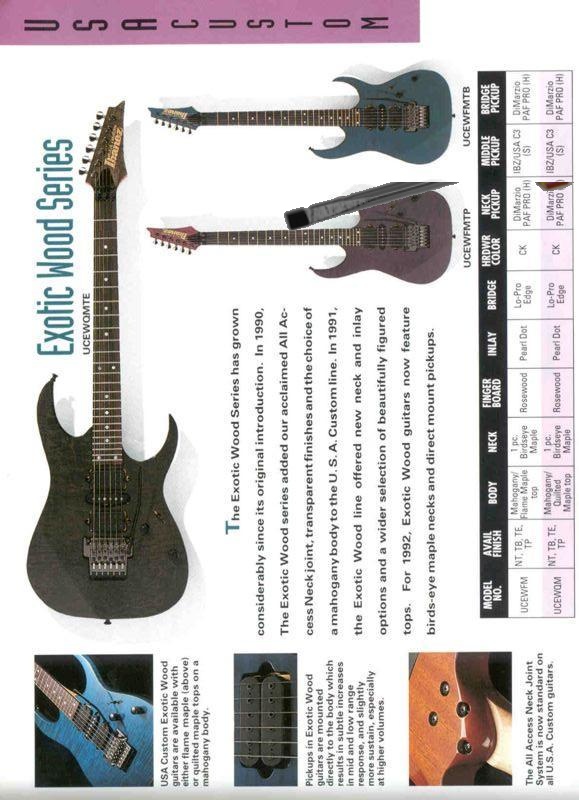 USA CUSTOM
Exotic Wood Series
UCEWQMTE
Ibanez
Ibanez
Ibanez
UCEWFMTP
UCEWFMTB
The Exotic Wood Series has grown
considerably since its original introduction. In 1990,
The Exotic Wood series added our acclaimed All Ac-
cess Neck joint, transparent finishes and the choice of
a mahogany body to the U. S. A. Custom line. In 1991,
the Exotic Wood line offered new neck and inlay
options and a wider selection of beautifully figured
tops. For 1992, Exotic Wood guitars now feature
birds-eye maple necks and direct mount pickups.
USA Custom Exotic Wood
guitars are available with
either flame maple (above)
or quilted maple tops on a
mahogany body.
Pickups in Exotic Wood
guitars are mounted
directly to the body which
results in subtle increases
in mid and low range
response, and slightly
more sustain, especially
at higher volumes.
The All Access Neck Joint
System is now standard on
all U.S.A. Custom guitars.
MODEL NO. AVAIL FINISH BODY NECK FINGER BOARD INLAY BRIDGE HRDWR COLOR NECK PICKUP MIDDLE PICKUP BRIDGE PICKUP
UCEWFM NT, TB, TE, TP Mahogany/ Flame Maple top 1 pc. Birdseye Maple Rosewood Pearl Dot Lo-Pro Edge CK DiMarzio PAF PRO (H) IBZ/USA C3 (S) DiMarzio PAF PRO (H)
UCEWQM NT, TB, TE, TP Mahogany/ Quilted Maple top 1 pc. Birdseye Maple Rosewood Pearl Dot Lo-Pro Edge CK PAF PRO IBZ/USA C3 (S) DiMarzio PAF PRO (H)